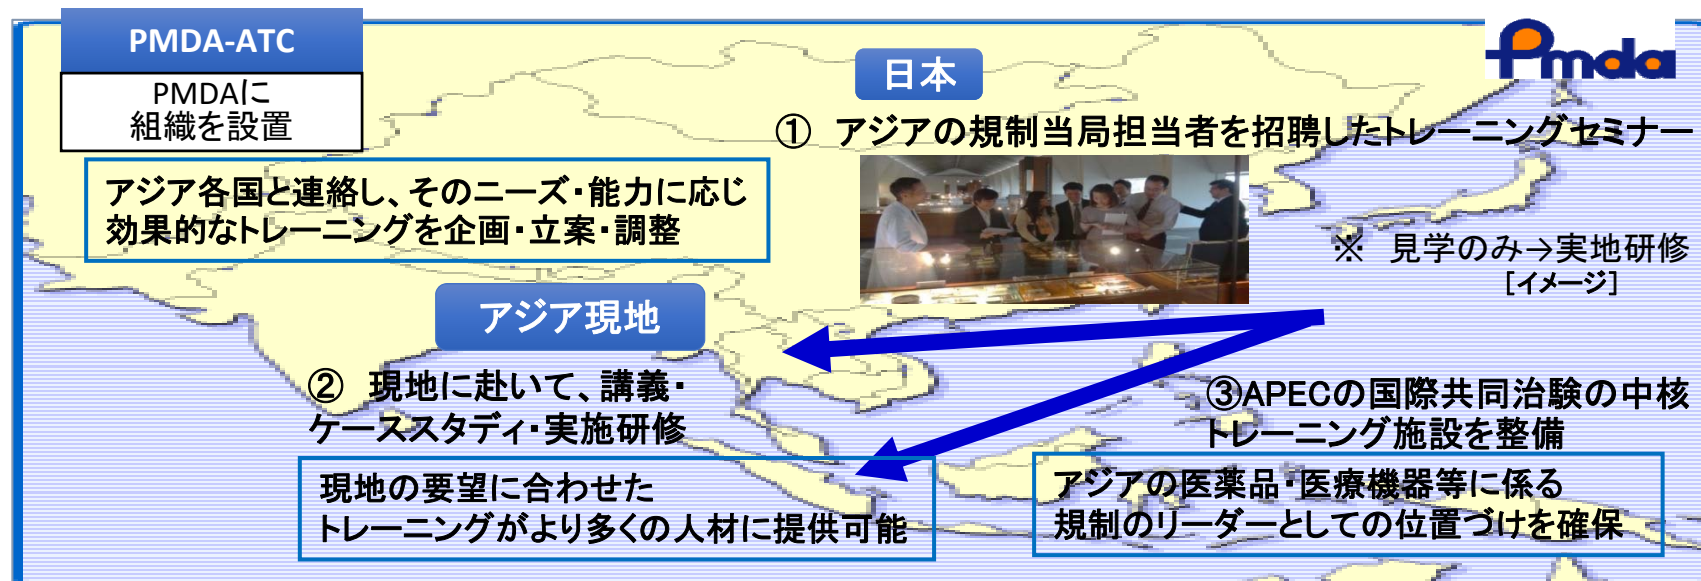 PMDA-ATC
PMDAに
組織を設置
アジア各国と連絡し、そのニーズ・能力に応じ
効果的なトレーニングを企画・立案・調整
Pmda
日本
① アジアの規制当局担当者を招聘したトレーニングセミナー
※ 見学のみ→実地研修
[イメージ]
アジア現地
② 現地に赴いて、講義・
ケーススタディ・実施研修
現地の要望に合わせた
トレーニングがより多くの人材に提供可能
③APECの国際共同治験の中核
トレーニング施設を整備
アジアの医薬品・医療機器等に係る
規制のリーダーとしての位置づけを確保